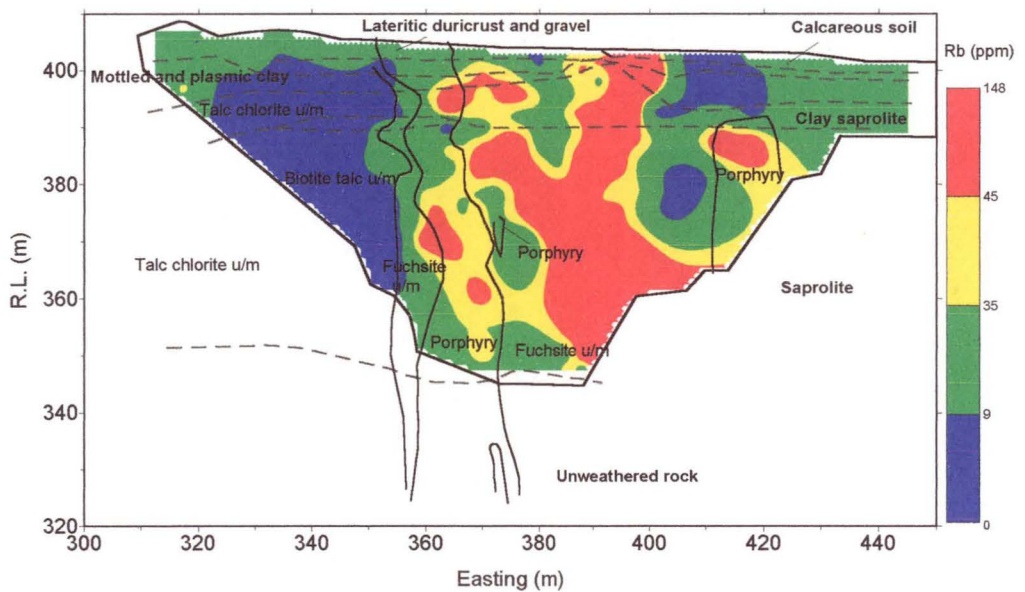 Lateritic duricrust and gravel
Calcareous soil
Rb (ppm)
148
45
35
9
0
400
380
360
340
320
R.L. (m)
Mottled and plasmic clay
Talc chlorite u/m
Clay saprolite
Biotite talc u/m
Porphyry
Talc chlorite u/m
Fuchsite
u/m
Porphyry
Saprolite
Porphyry
Fuchsite u/m
Unweathered rock
300
320
340
360
380
400
420
440
Easting (m)